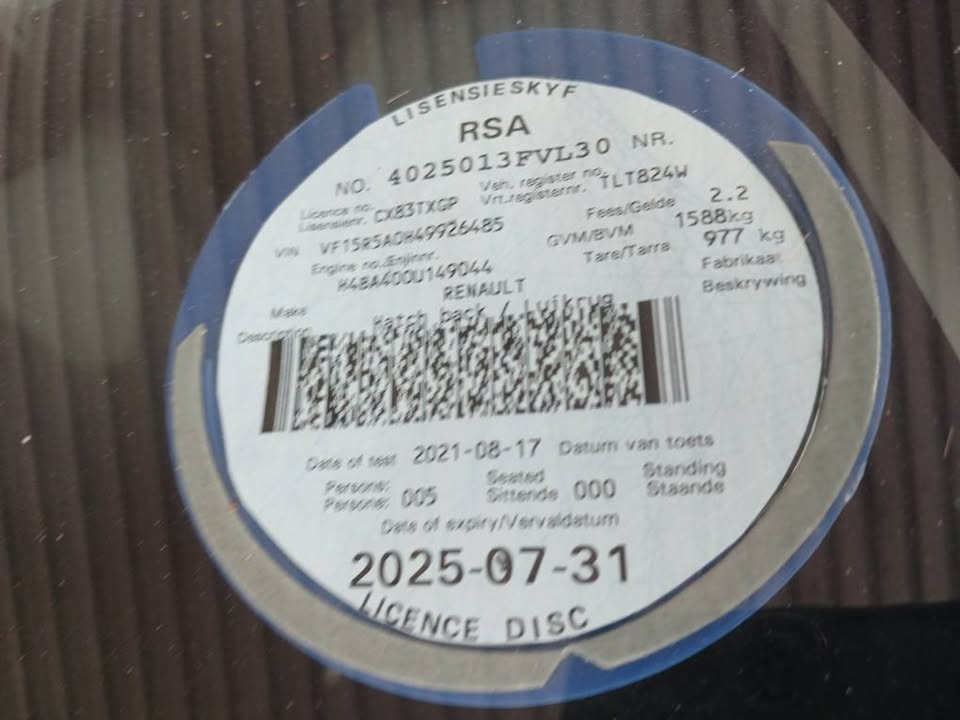 LISENSIESKYF
RSA
NO. 4025013FVL30 NR.
Licence no. Veh. register no.
Lisensienr. CX83TXGP Vrt.registernr. TLT824W
VIN VF15R5A0H49926485 Fees/Gelde 2.2
Engine no./Enjinnr. GVM/BVM 1588kg
H4BA400U149044 Tare/Tarra 977 kg
Make RENAULT Fabrikaat
Description Hatch back / Luikrug Beskrywing
Date of test 2021-08-17 Datum van toets
Persons: Seated Standing
Persone: 005 Sittende 000 Staande
Date of expiry/Vervaldatum
2025-07-31
LICENCE DISC